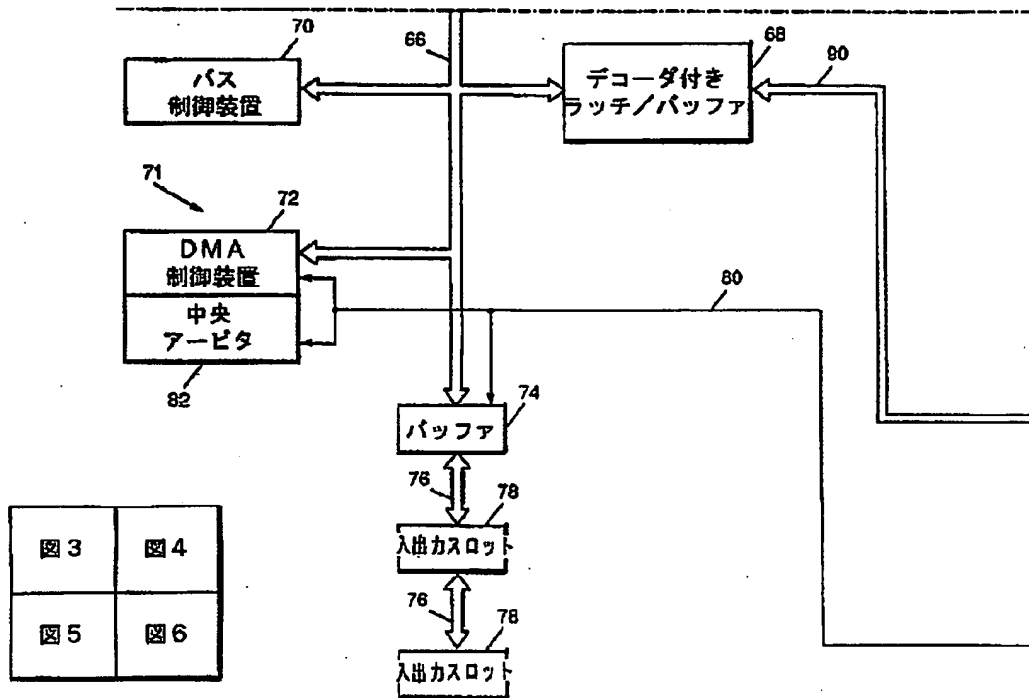 70
66
68
90
バス
制御装置
デコーダ付き
ラッチ/バッファ
71
72
DMA
制御装置
中央
アービタ
82
80
74
バッファ
76
78
入出力スロット
76
78
入出力スロット
図3
図4
図5
図6